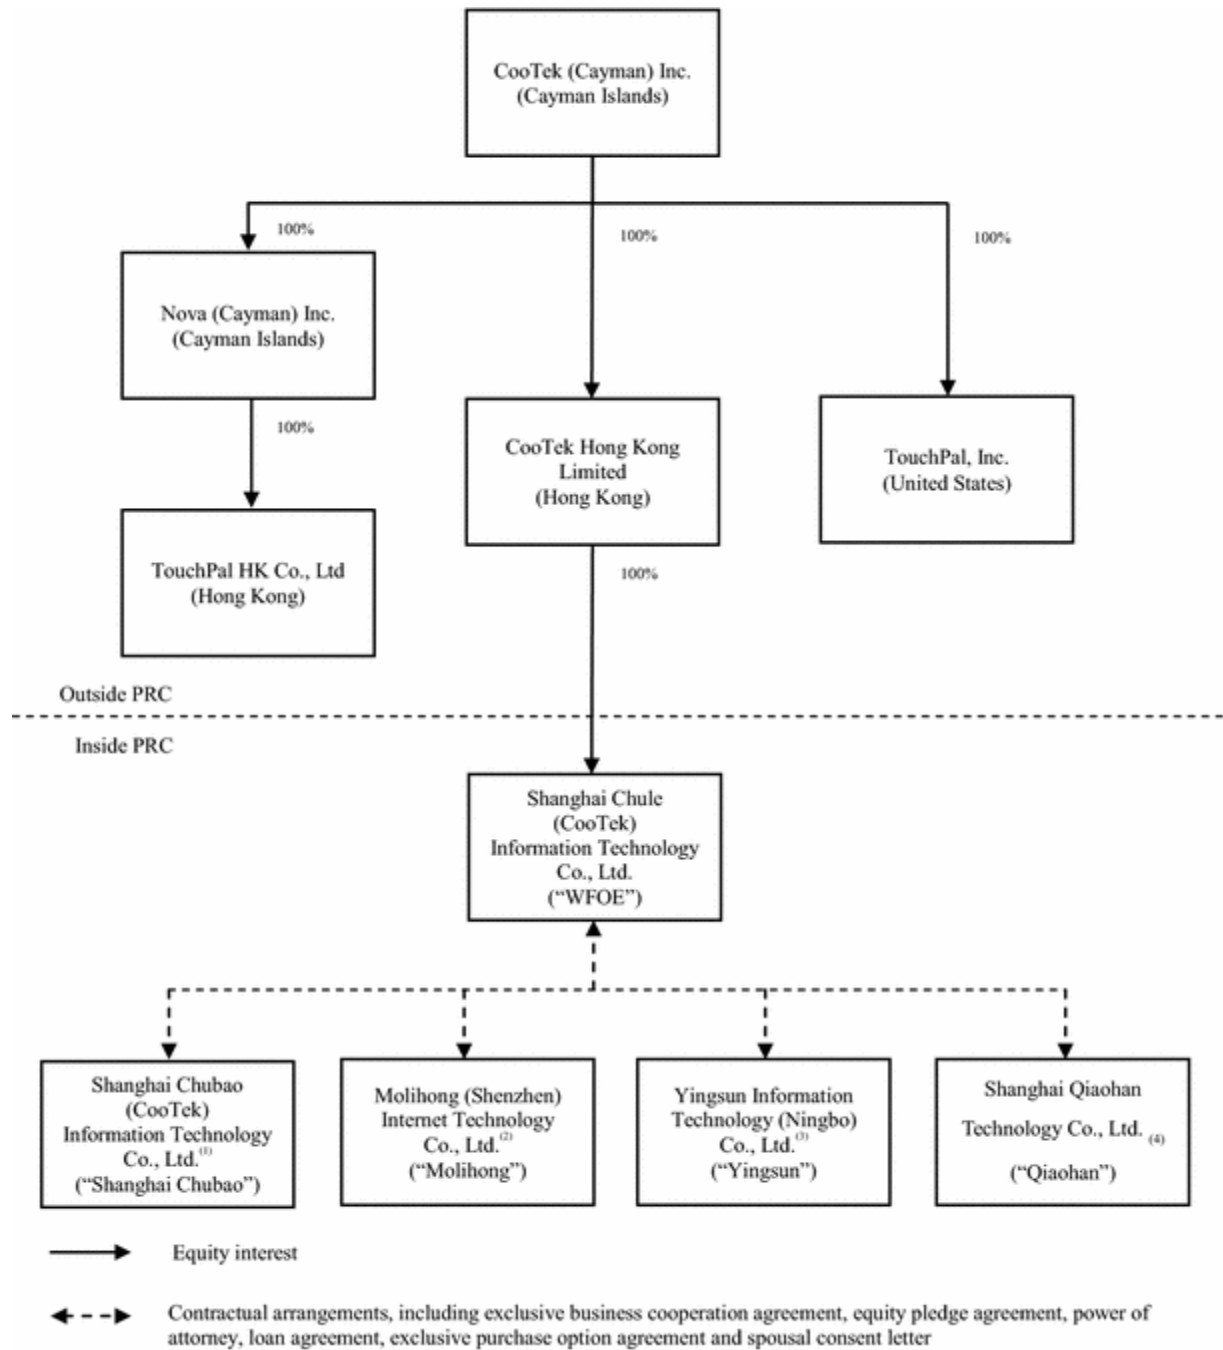 CooTek (Cayman) Inc.
(Cayman Islands)
100%
100%
100%
Nova (Cayman) Inc.
(Cayman Islands)
100%
CooTek Hong Kong
Limited
(Hong Kong)
TouchPal, Inc.
(United States)
TouchPal HK Co., Ltd
(Hong Kong)
100%
Outside PRC
Inside PRC
Shanghai Chule
(CooTek)
Information Technology
Co., Ltd.
(“WFOE”)
Shanghai Chubao
(CooTek)
Information Technology
Co., Ltd.(1)
(“Shanghai Chubao”)
Molihong (Shenzhen)
Internet Technology
Co., Ltd.(2)
(“Molihong”)
Yingsun Information
Technology (Ningbo)
Co., Ltd.(3)
(“Yingsun”)
Shanghai Qiaohan
Technology Co., Ltd. (4)
(“Qiaohan”)
Equity interest
Contractual arrangements, including exclusive business cooperation agreement, equity pledge agreement, power of
attorney, loan agreement, exclusive purchase option agreement and spousal consent letter